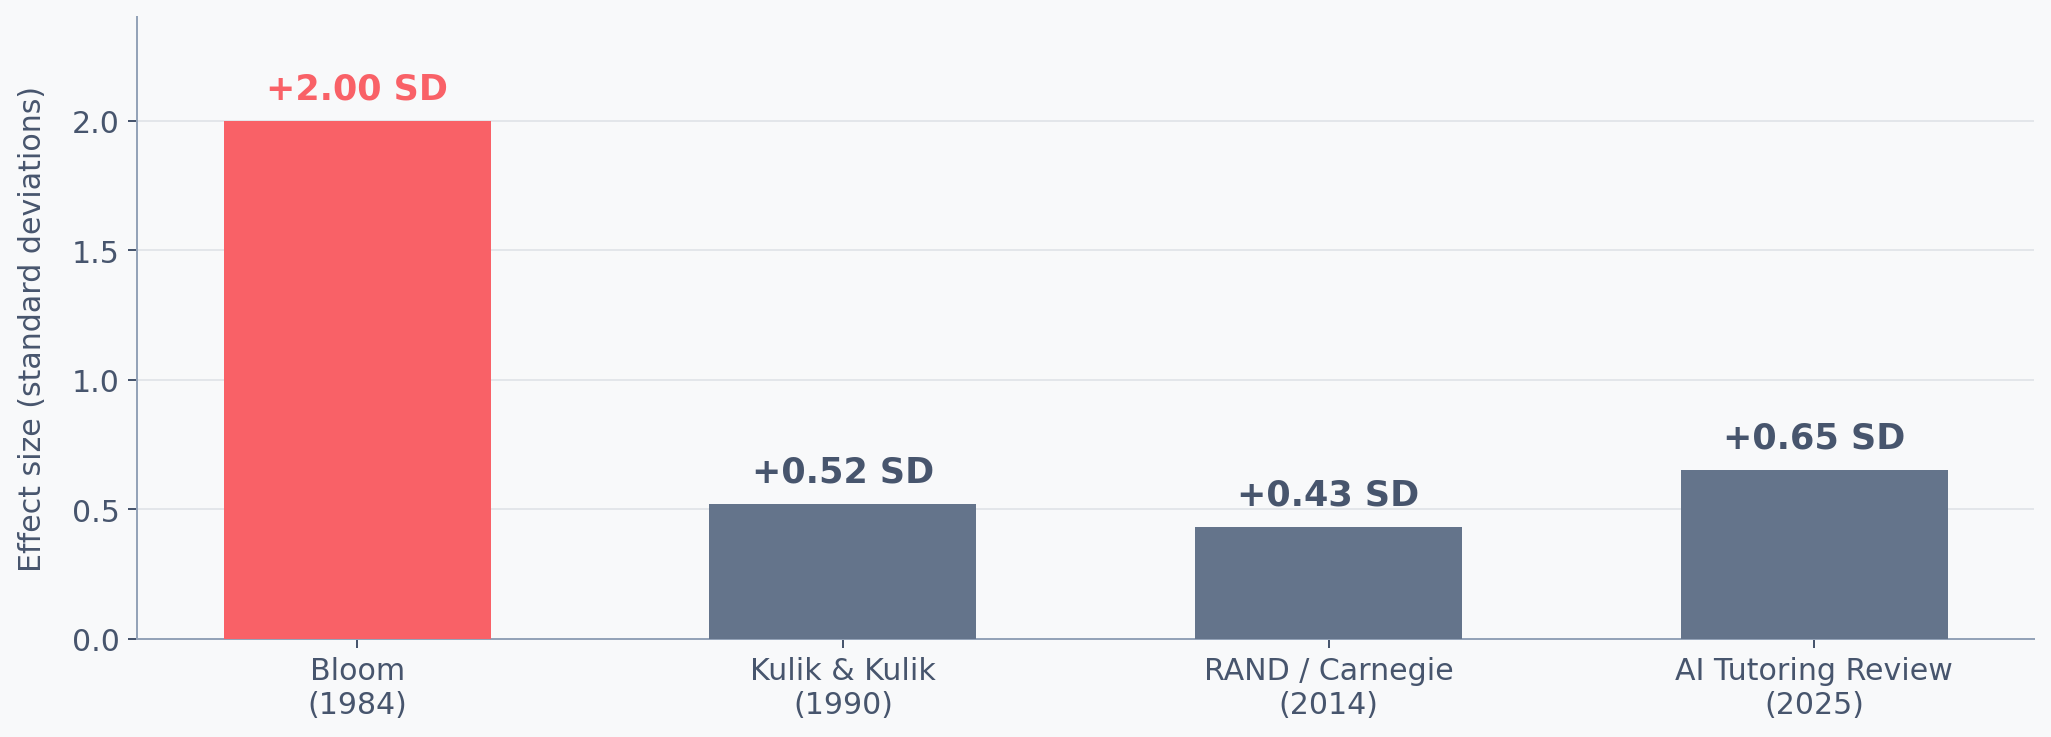 Effect size (standard deviations)
2.0
1.5
1.0
0.5
0.0
+2.00 SD
+0.52 SD
+0.43 SD
+0.65 SD
Bloom
(1984)
Kulik & Kulik
(1990)
RAND / Carnegie
(2014)
AI Tutoring Review
(2025)